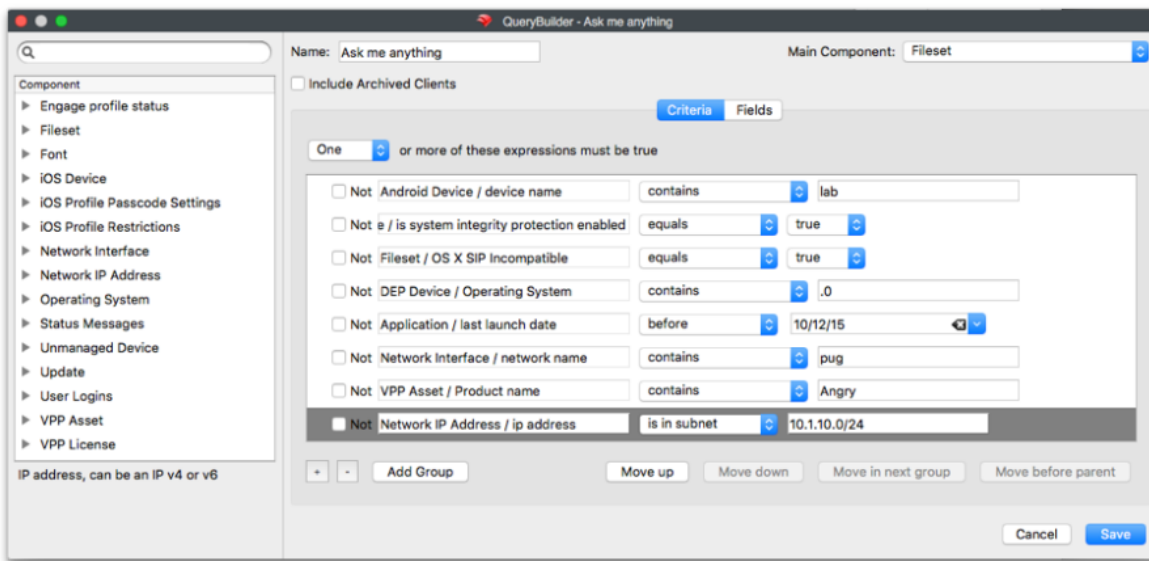 QueryBuilder - Ask me anything
Name: Ask me anything
Main Component: Fileset
Include Archived Clients
Criteria Fields
One or more of these expressions must be true
Component
Engage profile status
Fileset
Font
iOS Device
iOS Profile Passcode Settings
iOS Profile Restrictions
Network Interface
Network IP Address
Operating System
Status Messages
Unmanaged Device
Update
User Logins
VPP Asset
VPP License
IP address, can be an IP v4 or v6
Not Android Device / device name contains lab
Not e / is system integrity protection enabled equals true
Not Fileset / OS X SIP Incompatible equals true
Not DEP Device / Operating System contains .0
Not Application / last launch date before 10/12/15
Not Network Interface / network name contains pug
Not VPP Asset / Product name contains Angry
Not Network IP Address / ip address is in subnet 10.1.10.0/24
+ - Add Group Move up Move down Move in next group Move before parent
Cancel Save